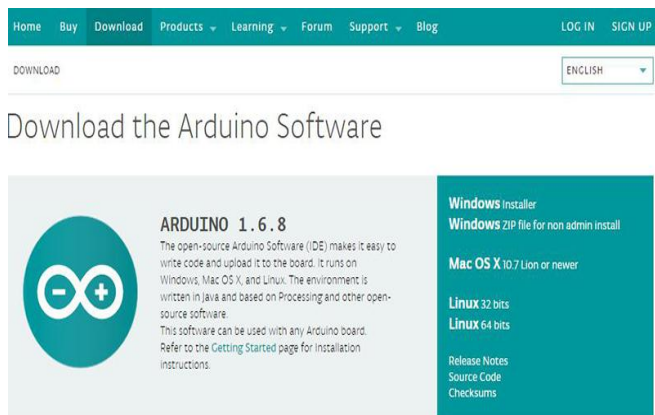 Home Buy Download Products Learning Forum Support Blog LOG IN SIGN UP
DOWNLOAD ENGLISH
Download the Arduino Software
ARDUINO 1.6.8
The open-source Arduino Software (IDE) makes it easy to
write code and upload it to the board. It runs on
Windows, Mac OS X, and Linux. The environment is
written in Java and based on Processing and other open-
source software.
This software can be used with any Arduino board.
Refer to the Getting Started page for Installation
instructions.
Windows Installer
Windows ZIP file for non admin install
Mac OS X 10.7 Lion or newer
Linux 32 bits
Linux 64 bits
Release Notes
Source Code
Checksums